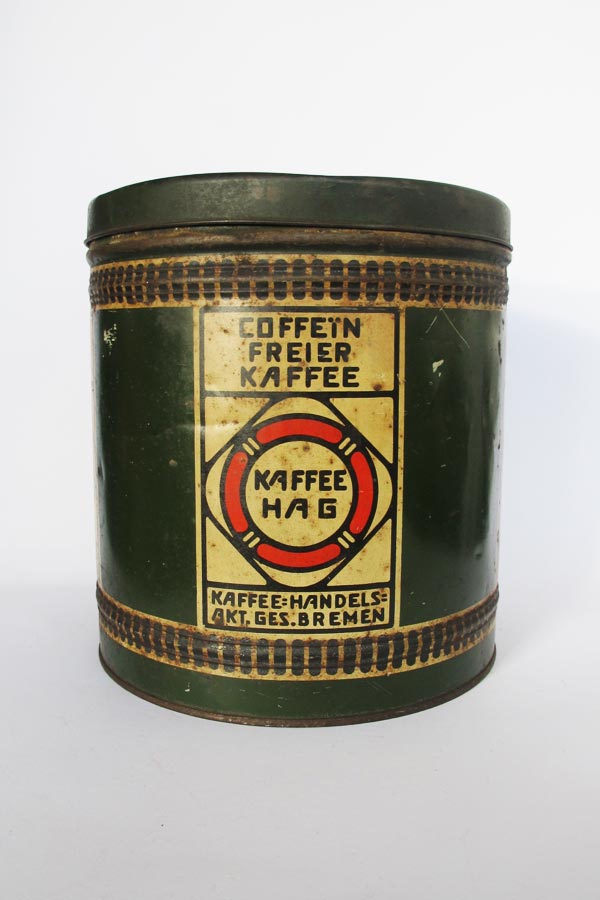 COFFEÏN
FREIER
KAFFEE
KAFFEE
HAG
KAFFEE=HANDELS=
AKT. GES. BREMEN